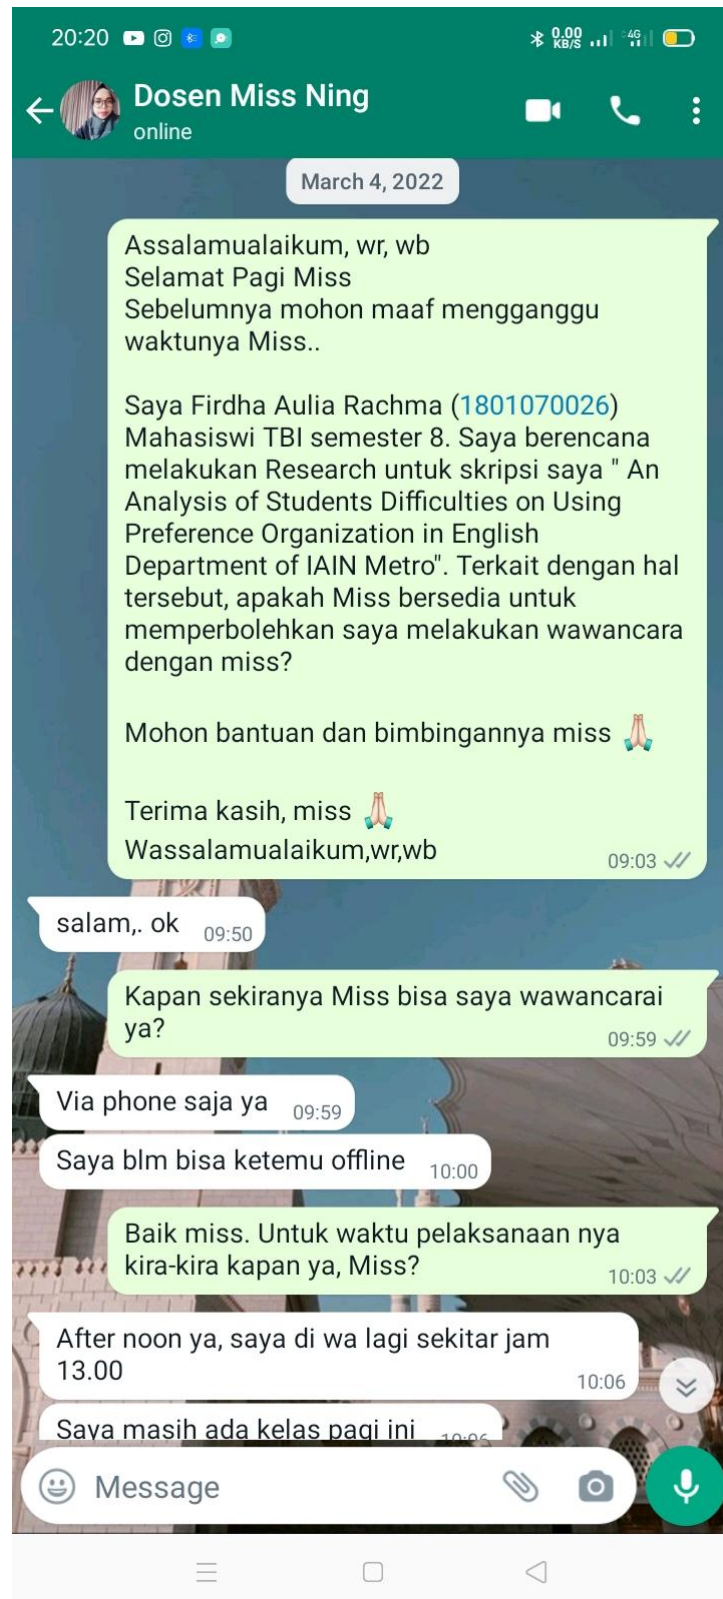 20:20
0.00 KB/S
4G
Dosen Miss Ning
online
March 4, 2022
Assalamualaikum, wr, wb
Selamat Pagi Miss
Sebelumnya mohon maaf mengganggu
waktunya Miss..
Saya Firdha Aulia Rachma (1801070026)
Mahasiswi TBI semester 8. Saya berencana
melakukan Research untuk skripsi saya " An
Analysis of Students Difficulties on Using
Preference Organization in English
Department of IAIN Metro". Terkait dengan hal
tersebut, apakah Miss bersedia untuk
memperbolehkan saya melakukan wawancara
dengan miss?
Mohon bantuan dan bimbingannya miss 🙏🏻
Terima kasih, miss 🙏🏻
Wassalamualaikum,wr,wb
09:03
salam,. ok 09:50
Kapan sekiranya Miss bisa saya wawancarai
ya?
09:59
Via phone saja ya 09:59
Saya blm bisa ketemu offline 10:00
Baik miss. Untuk waktu pelaksanaan nya
kira-kira kapan ya, Miss?
10:03
After noon ya, saya di wa lagi sekitar jam
13.00
10:06
Saya masih ada kelas pagi ini 10:06
Message